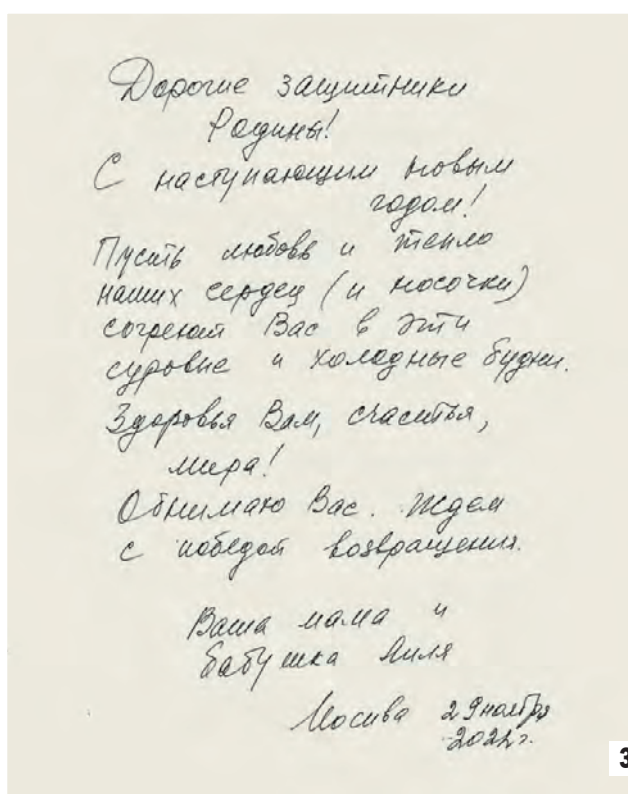 Дорогие защитники
Родины!
С наступающим новым
годом!
Пусть любовь и тепло
наших сердец (и носочки)
согреют Вас в эти
суровые и холодные будни.
Здоровья Вам, счастья,
мира!
Обнимаю Вас. Ждём
с победой возвращения.
Ваша мама и
бабушка Лиля
Москва 29 ноября
2022 г.
3